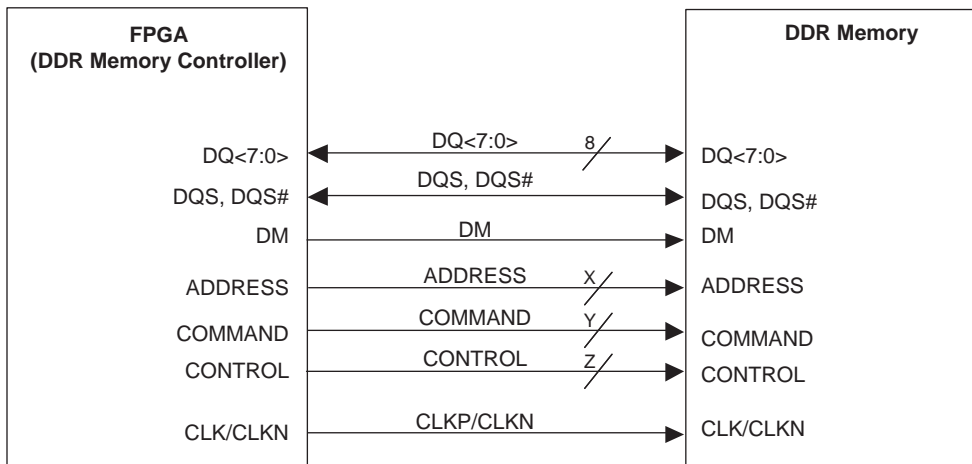 FPGA
(DDR Memory Controller)
DDR Memory
DQ<7:0> DQ<7:0> 8 DQ<7:0>
DQS, DQS# DQS, DQS# DQS, DQS#
DM DM DM
ADDRESS ADDRESS X ADDRESS
COMMAND COMMAND Y COMMAND
CONTROL CONTROL Z CONTROL
CLK/CLKN CLKP/CLKN CLK/CLKN